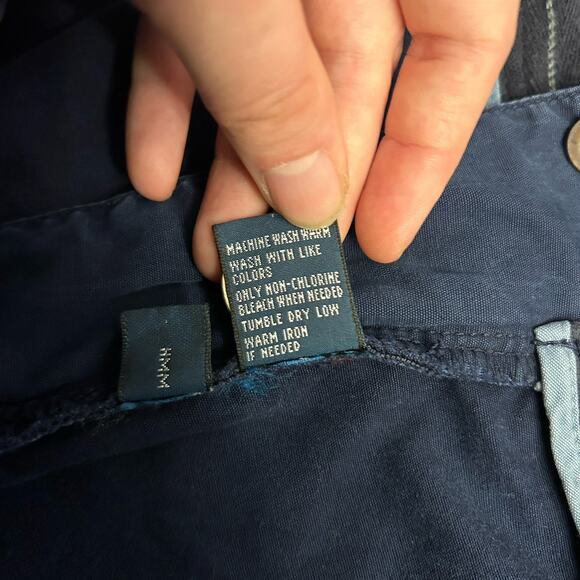 MACHINE WASH WARM
WASH WITH LIKE
COLORS
ONLY NON-CHLORINE
BLEACH WHEN NEEDED
TUMBLE DRY LOW
WARM IRON
IF NEEDED